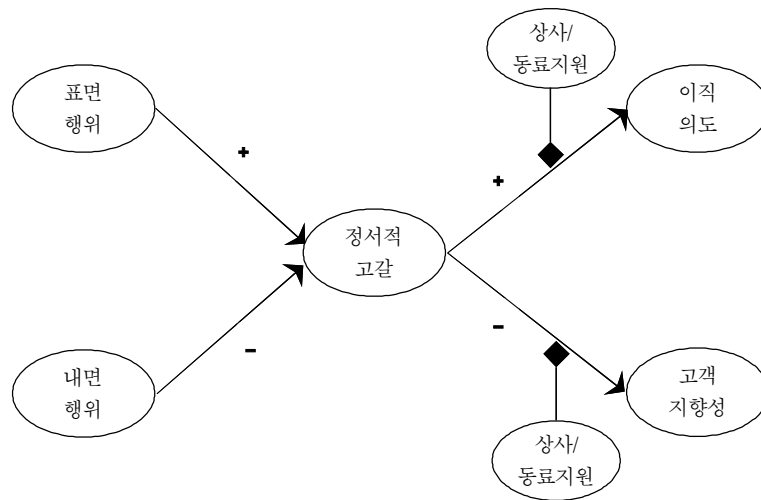 상사/
동료지원
표면
행위
이직
의도
+
+
정서적
고갈
-
-
내면
행위
고객
지향성
상사/
동료지원